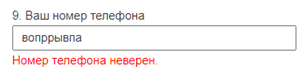 9. Ваш номер телефона
вопррывпа
Номер телефона неверен.